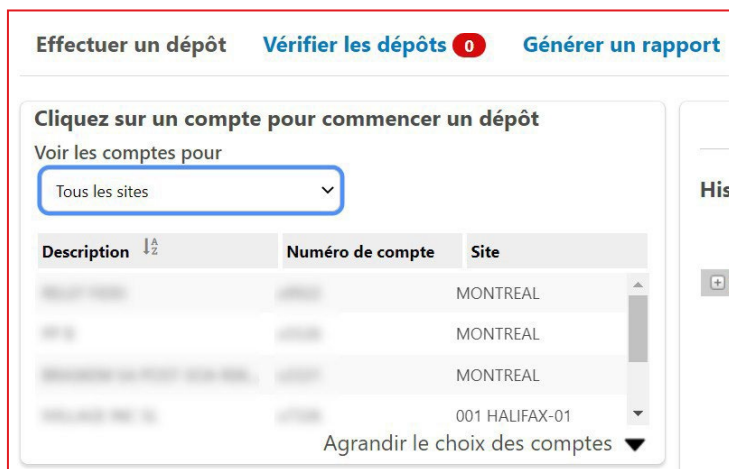 Effectuer un dépôt Vérifier les dépôts 0 Générer un rapport
Cliquez sur un compte pour commencer un dépôt
Voir les comptes pour
Tous les sites
His
Description Numéro de compte Site
MONTREAL
MONTREAL
MONTREAL
001 HALIFAX-01
Agrandir le choix des comptes